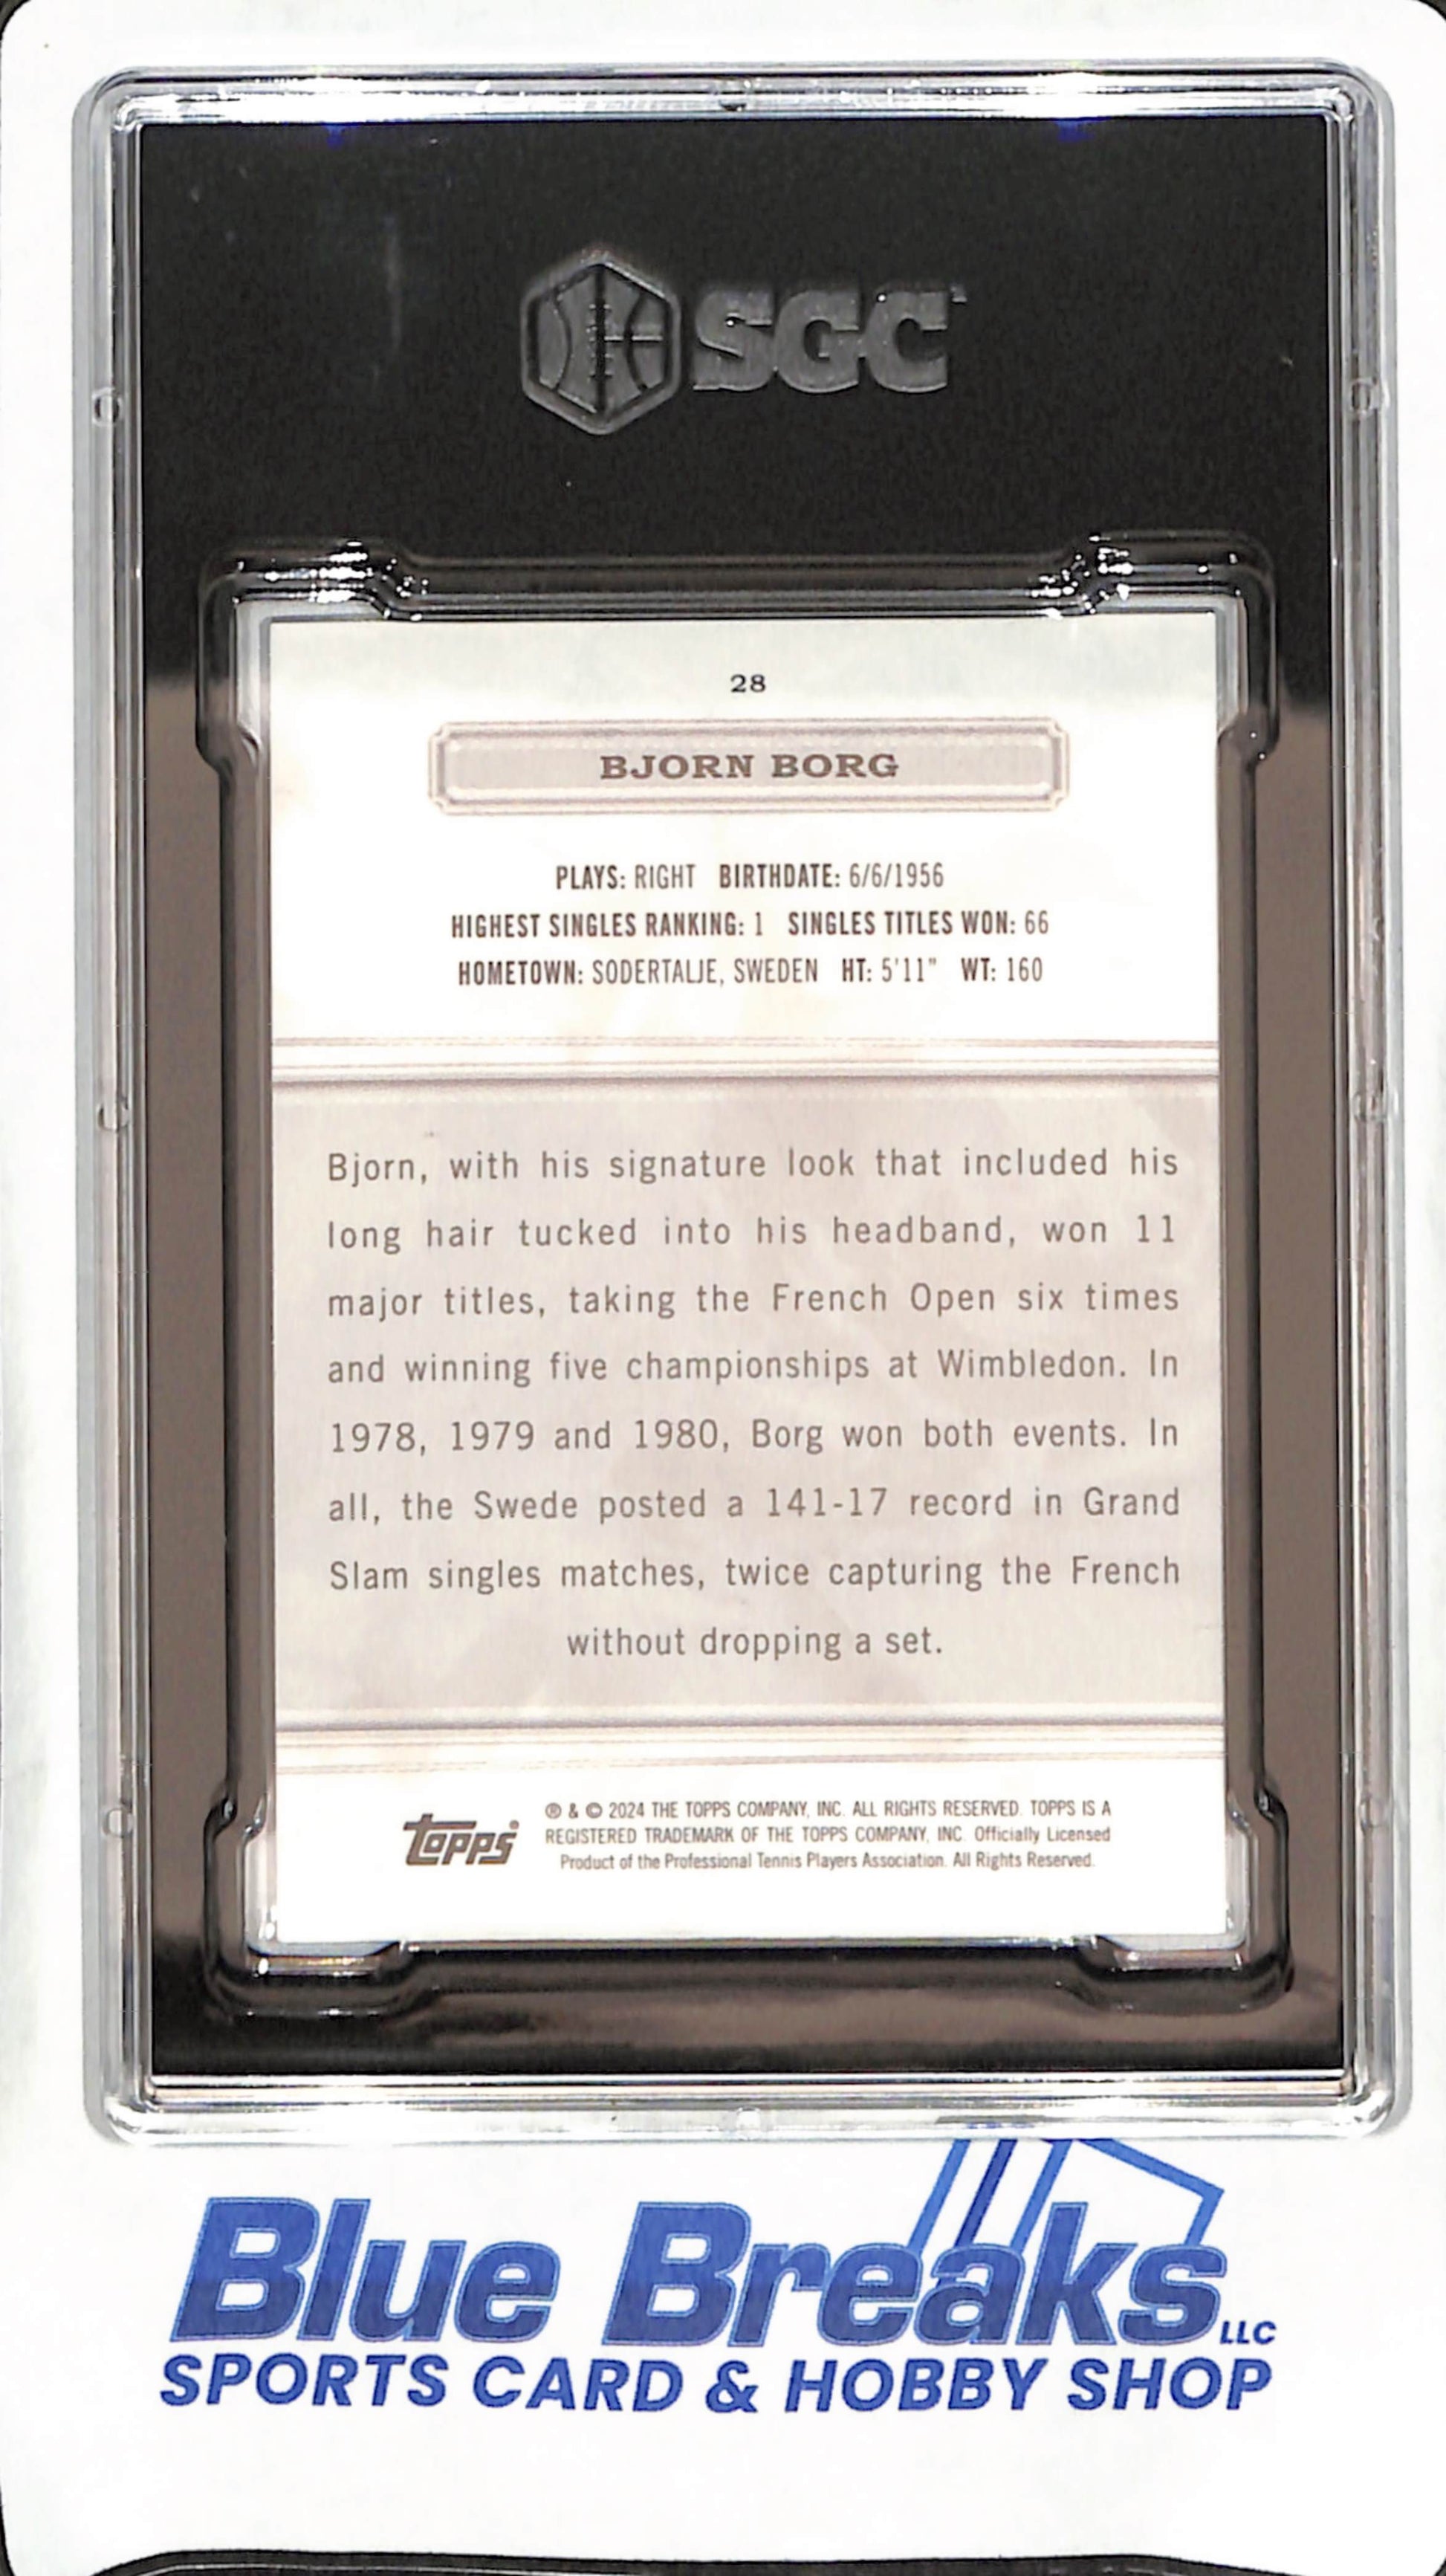 SGC
28
BJORN BORG
PLAYS: RIGHT BIRTHDATE: 6/6/1956
HIGHEST SINGLES RANKING: 1 SINGLES TITLES WON: 66
HOMETOWN: SODERTALJE, SWEDEN HT: 5'11" WT: 160
Bjorn, with his signature look that included his
long hair tucked into his headband, won 11
major titles, taking the French Open six times
and winning five championships at Wimbledon. In
1978, 1979 and 1980, Borg won both events. In
all, the Swede posted a 141-17 record in Grand
Slam singles matches, twice capturing the French
without dropping a set.
topps
® & © 2024 THE TOPPS COMPANY, INC. ALL RIGHTS RESERVED. TOPPS IS A
REGISTERED TRADEMARK OF THE TOPPS COMPANY, INC. Officially Licensed
Product of the Professional Tennis Players Association. All Rights Reserved.
Blue Breaks LLC
SPORTS CARD & HOBBY SHOP